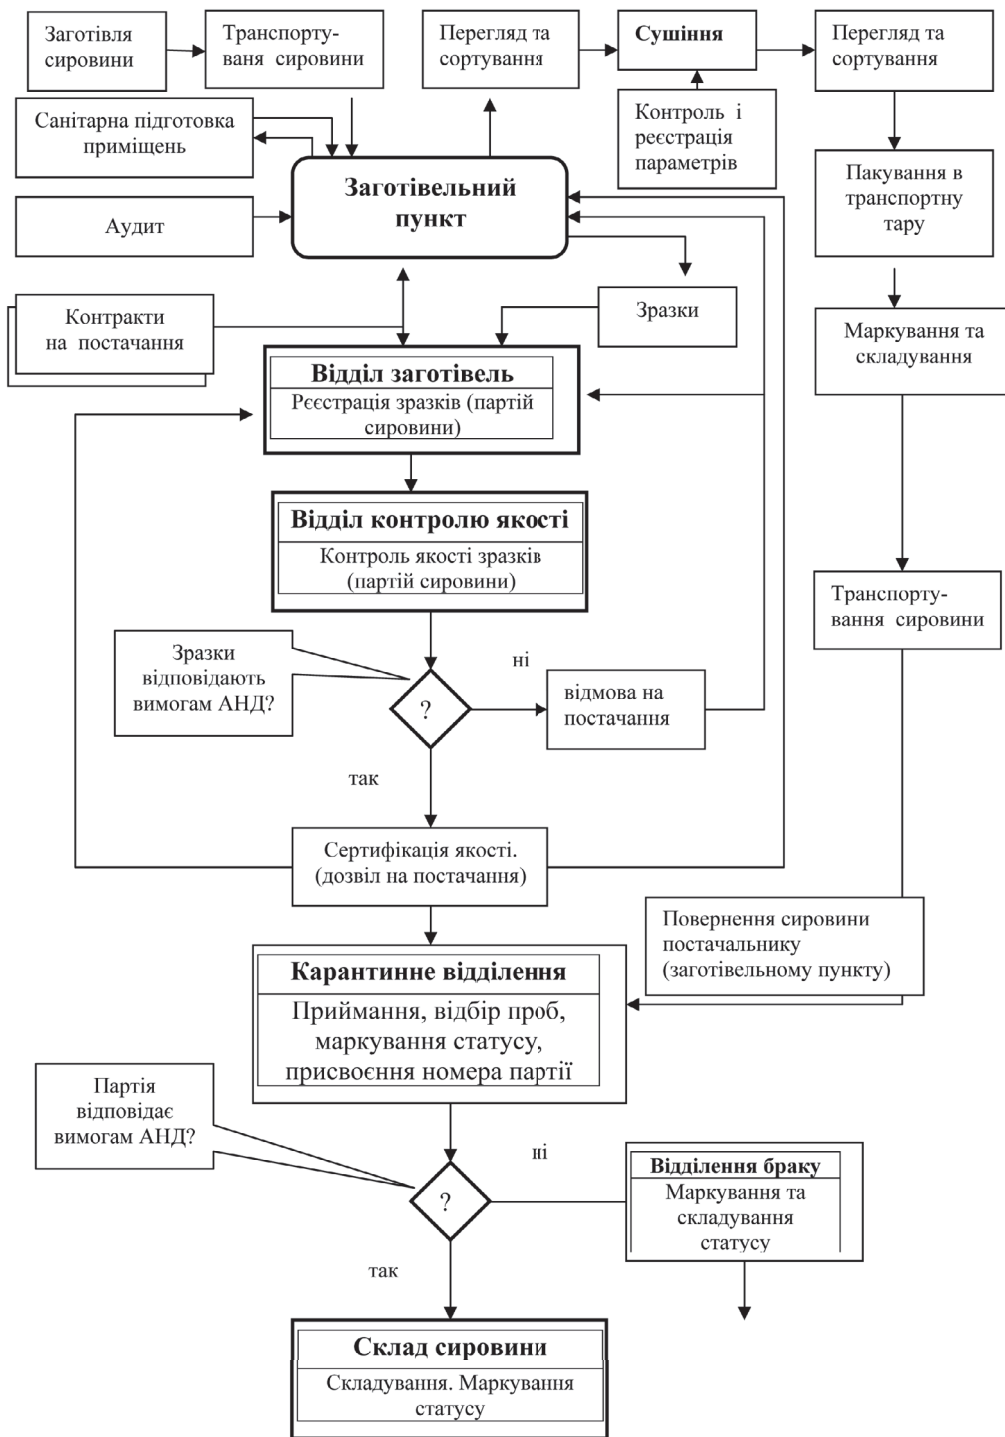 Заготівля
сировини
Транспорту-
ваня сировини
Перегляд та
сортування
Сушіння
Перегляд та
сортування
Санітарна підготовка
приміщень
Контроль і
реєстрація
параметрів
Заготівельний
пункт
Пакування в
транспортну
тару
Аудит
Контракти
на постачання
Зразки
Маркування та
складування
Відділ заготівель
Рєєстрація зразків (партій
сировини)
Відділ контролю якості
Контроль якості зразків
(партій сировини)
Транспорту-
вання сировини
Зразки
відповідають
вимогам АНД?
?
ні
відмова на
постачання
так
Сертифікація якості.
(дозвіл на постачання)
Повернення сировини
постачальнику
(заготівельному пункту)
Карантинне відділення
Приймання, відбір проб,
маркування статусу,
присвоєння номера партії
Партія
відповідає
вимогам АНД?
?
ні
Відділення браку
Маркування та
складування
статусу
так
Склад сировини
Складування. Маркування
статусу